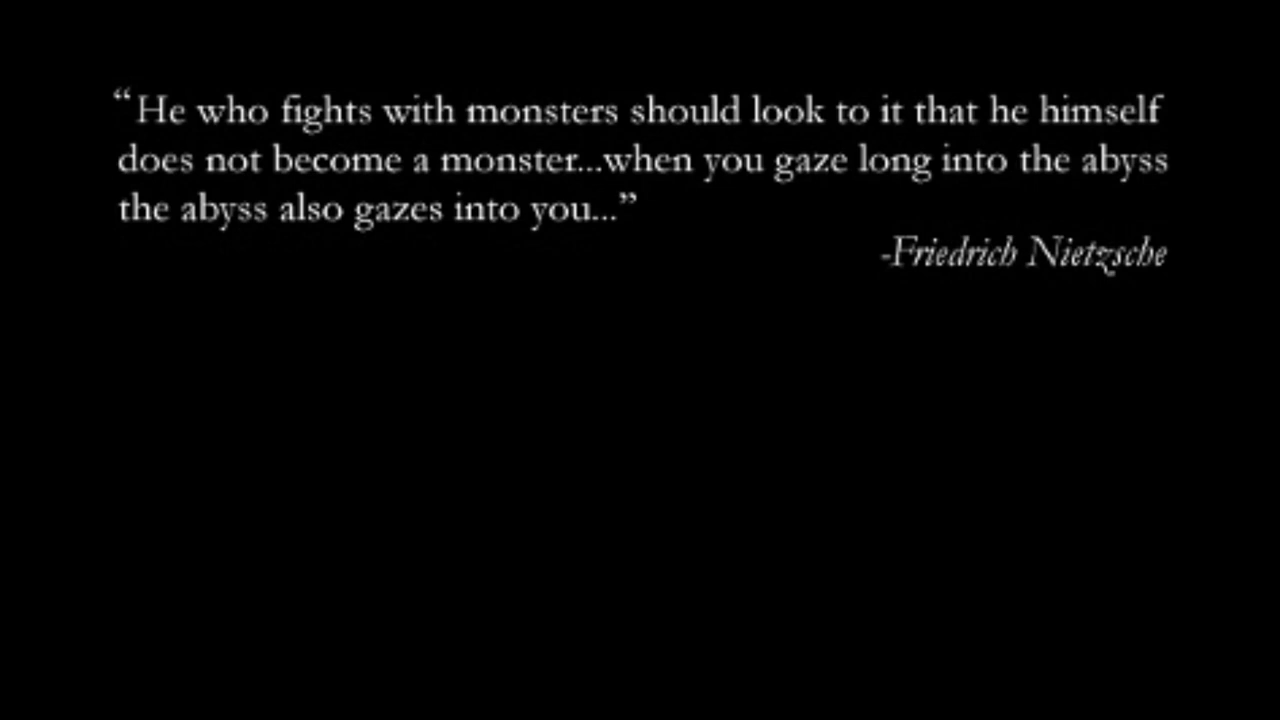 “He who fights with monsters should look to it that he himself
does not become a monster...when you gaze long into the abyss
the abyss also gazes into you...”
-Friedrich Nietzsche